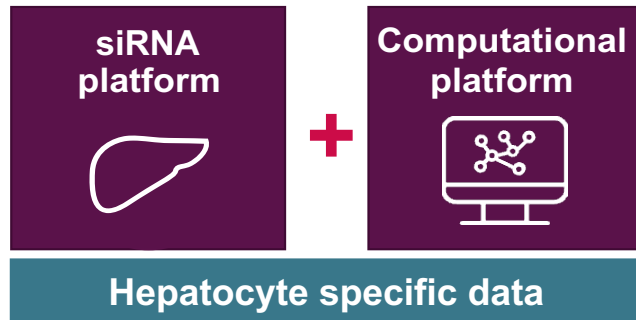 siRNA
platform
Computational
platform
Hepatocyte specific data